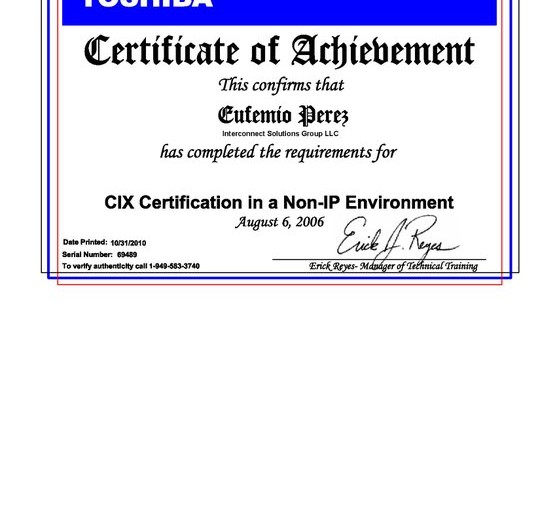 TOSHIBA
Certificate of Achievement
This confirms that
Eufemio Perez
Interconnect Solutions Group LLC
has completed the requirements for
CIX Certification in a Non-IP Environment
August 6, 2006
Erick J. Reyes
Date Printed: 10/31/2010
Serial Number: 69489
To verify authenticity call 1-949-583-3740
Erick Reyes- Manager of Technical Training